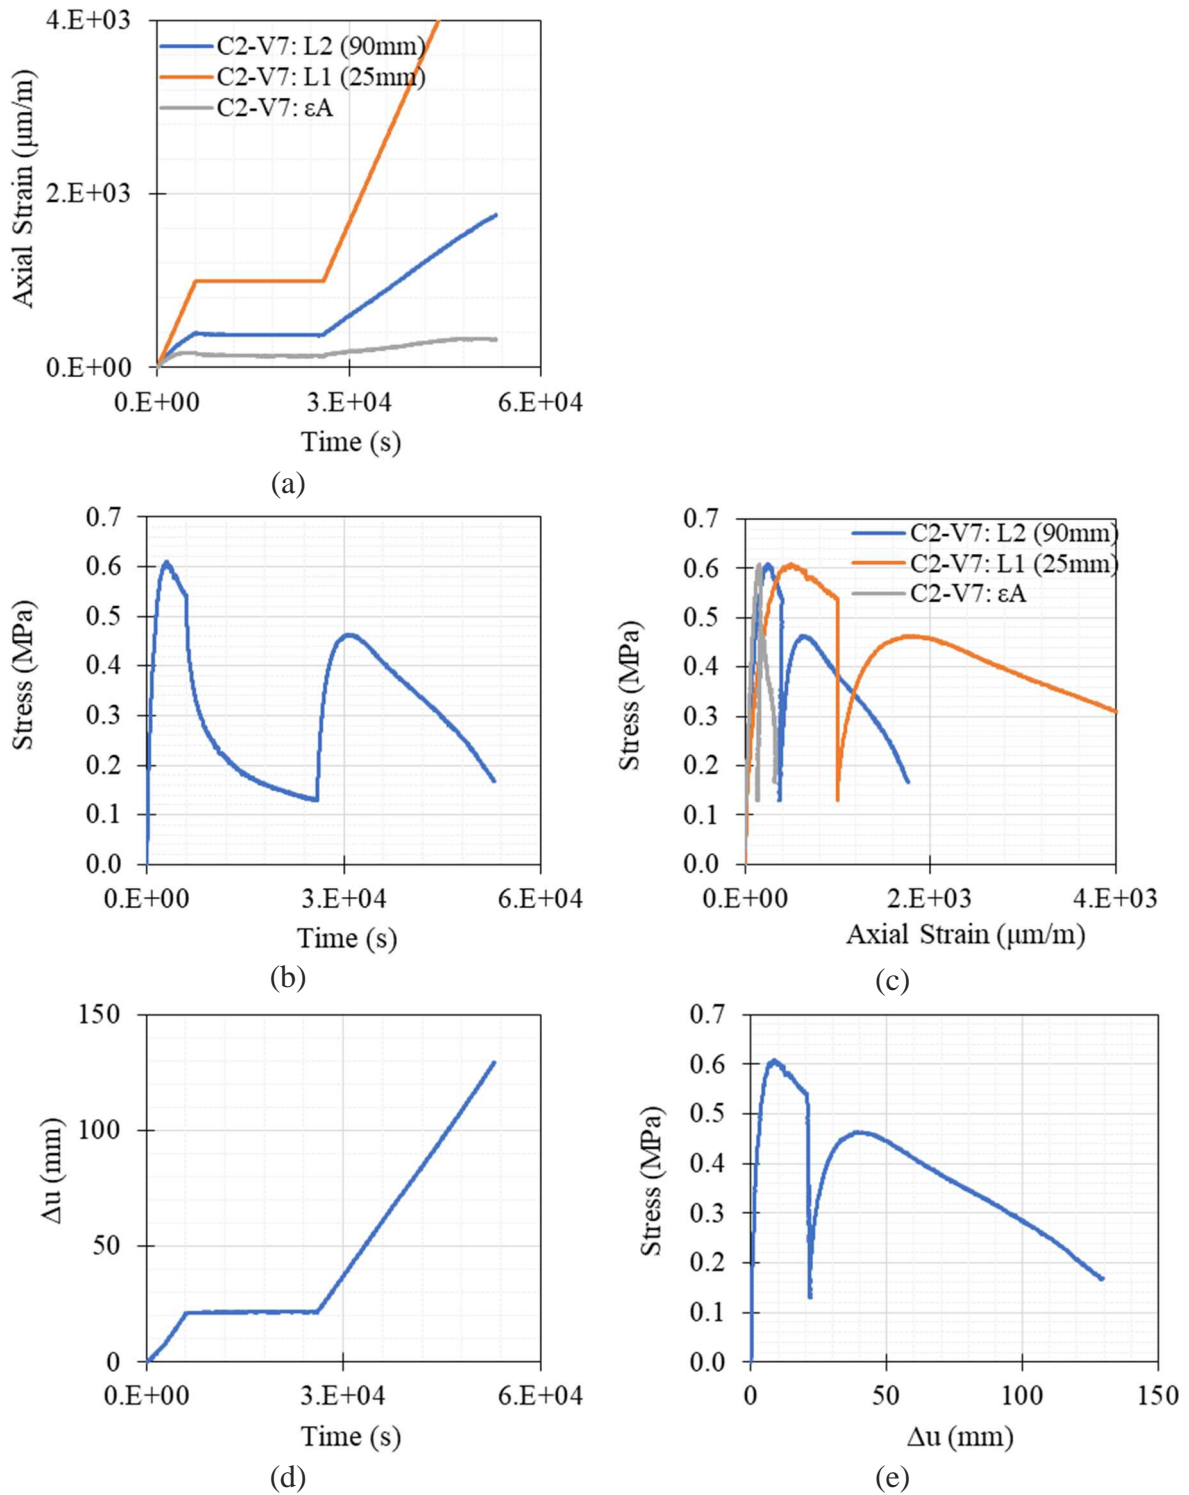 4.E+03
C2-V7: L2 (90mm)
C2-V7: L1 (25mm)
C2-V7: εA
2.E+03
0.E+00
Axial Strain (μm/m)
0.E+00 3.E+04 6.E+04
Time (s)
(a)
0.7
0.6
0.5
0.4
0.3
0.2
0.1
0.0
Stress (MPa)
0.E+00 3.E+04 6.E+04
Time (s)
(b)
0.7
0.6
0.5
0.4
0.3
0.2
0.1
0.0
Stress (MPa)
C2-V7: L2 (90mm)
C2-V7: L1 (25mm)
C2-V7: εA
0.E+00 2.E+03 4.E+03
Axial Strain (μm/m)
(c)
150
100
50
0
Δu (mm)
0.E+00 3.E+04 6.E+04
Time (s)
(d)
0.7
0.6
0.5
0.4
0.3
0.2
0.1
0.0
Stress (MPa)
0 50 100 150
Δu (mm)
(e)